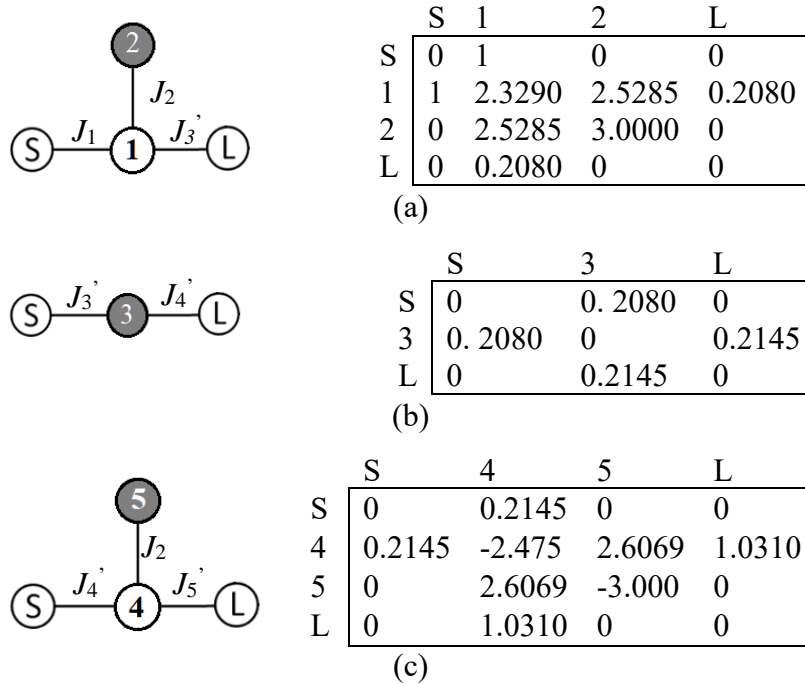 2
J2
S J1 1 J3' L
S 1 2 L
S 0 1 0 0
1 1 2.3290 2.5285 0.2080
2 0 2.5285 3.0000 0
L 0 0.2080 0 0
(a)
S J3' 3 J4' L
S 3 L
S 0 0. 2080 0
3 0. 2080 0 0.2145
L 0 0.2145 0
(b)
5
J2
S J4' 4 J5' L
S 4 5 L
S 0 0.2145 0 0
4 0.2145 -2.475 2.6069 1.0310
5 0 2.6069 -3.000 0
L 0 1.0310 0 0
(c)